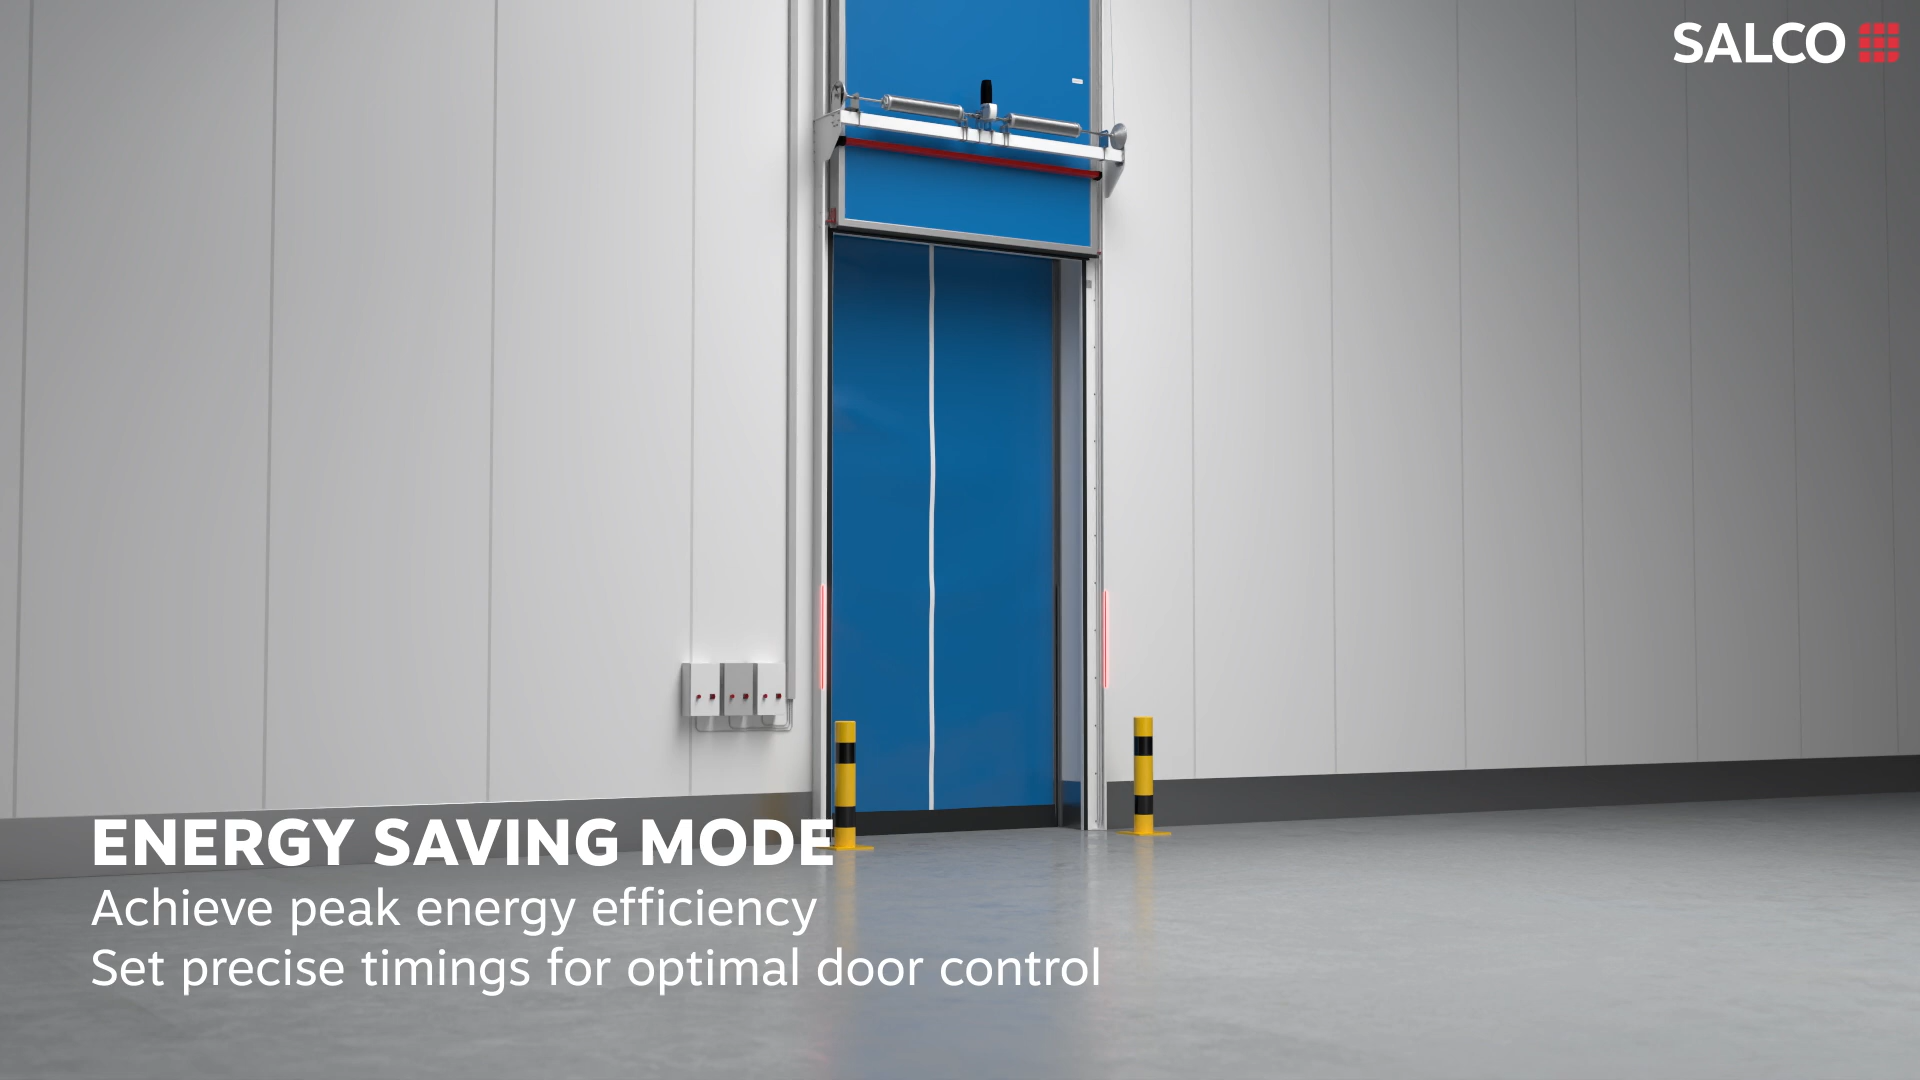 SALCO
ENERGY SAVING MODE
Achieve peak energy efficiency
Set precise timings for optimal door control